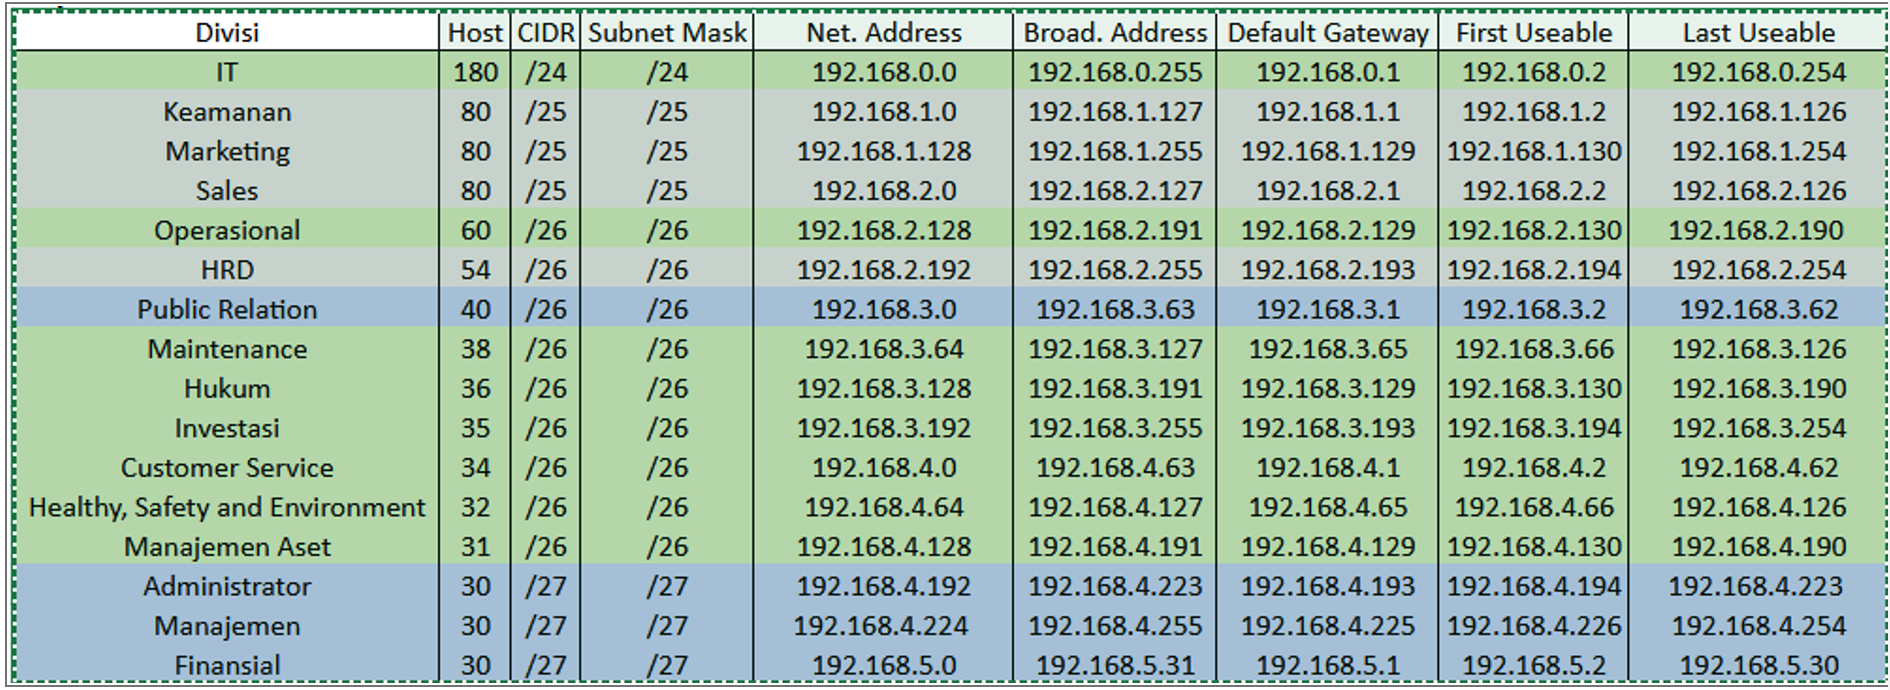 Divisi Host CIDR Subnet Mask Net. Address Broad. Address Default Gateway First Useable Last Useable
IT 180 /24 /24 192.168.0.0 192.168.0.255 192.168.0.1 192.168.0.2 192.168.0.254
Keamanan 80 /25 /25 192.168.1.0 192.168.1.127 192.168.1.1 192.168.1.2 192.168.1.126
Marketing 80 /25 /25 192.168.1.128 192.168.1.255 192.168.1.129 192.168.1.130 192.168.1.254
Sales 80 /25 /25 192.168.2.0 192.168.2.127 192.168.2.1 192.168.2.2 192.168.2.126
Operasional 60 /26 /26 192.168.2.128 192.168.2.191 192.168.2.129 192.168.2.130 192.168.2.190
HRD 54 /26 /26 192.168.2.192 192.168.2.255 192.168.2.193 192.168.2.194 192.168.2.254
Public Relation 40 /26 /26 192.168.3.0 192.168.3.63 192.168.3.1 192.168.3.2 192.168.3.62
Maintenance 38 /26 /26 192.168.3.64 192.168.3.127 192.168.3.65 192.168.3.66 192.168.3.126
Hukum 36 /26 /26 192.168.3.128 192.168.3.191 192.168.3.129 192.168.3.130 192.168.3.190
Investasi 35 /26 /26 192.168.3.192 192.168.3.255 192.168.3.193 192.168.3.194 192.168.3.254
Customer Service 34 /26 /26 192.168.4.0 192.168.4.63 192.168.4.1 192.168.4.2 192.168.4.62
Healthy, Safety and Environment 32 /26 /26 192.168.4.64 192.168.4.127 192.168.4.65 192.168.4.66 192.168.4.126
Manajemen Aset 31 /26 /26 192.168.4.128 192.168.4.191 192.168.4.129 192.168.4.130 192.168.4.190
Administrator 30 /27 /27 192.168.4.192 192.168.4.223 192.168.4.193 192.168.4.194 192.168.4.223
Manajemen 30 /27 /27 192.168.4.224 192.168.4.255 192.168.4.225 192.168.4.226 192.168.4.254
Finansial 30 /27 /27 192.168.5.0 192.168.5.31 192.168.5.1 192.168.5.2 192.168.5.30